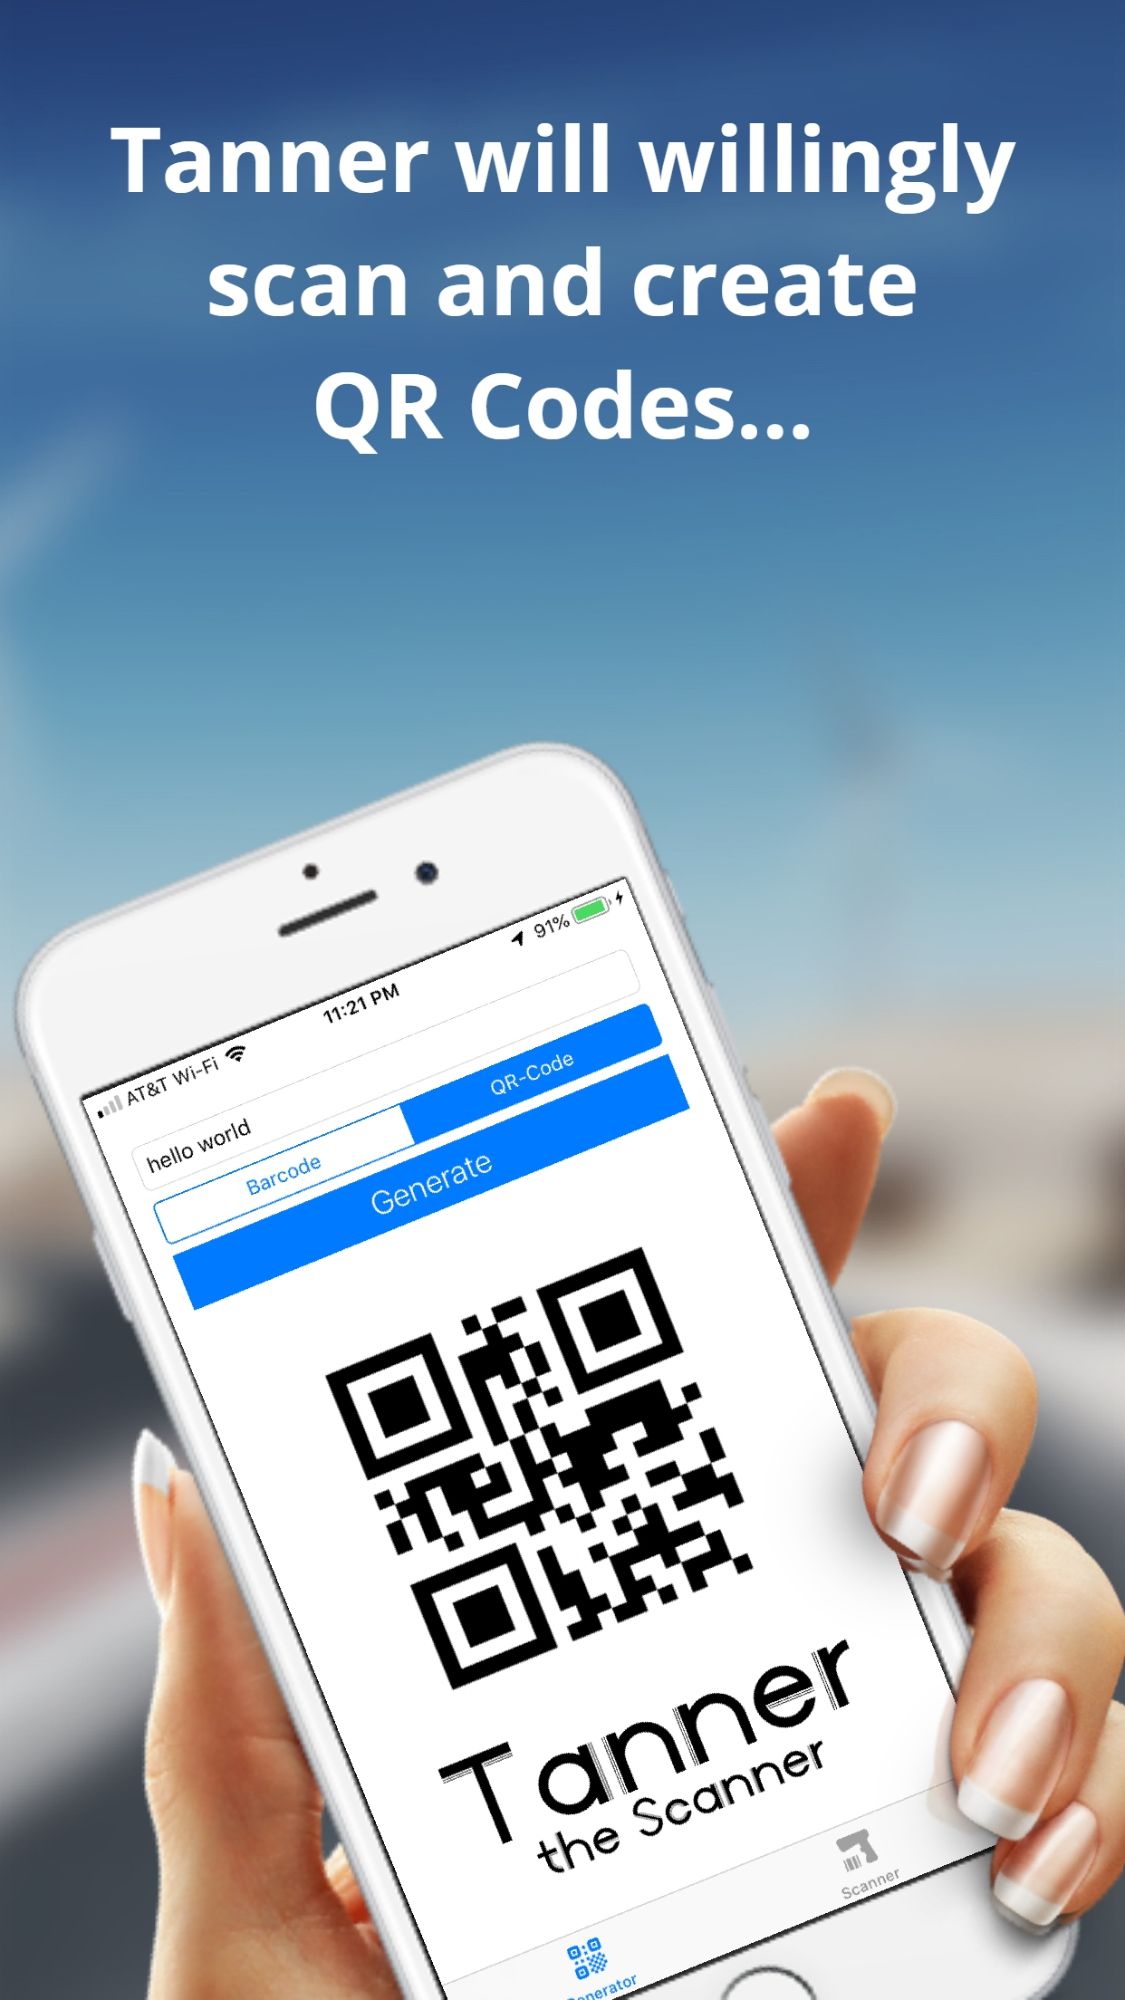 Tanner will willingly
scan and create
QR Codes...
AT&T Wi-Fi
11:21 PM
91%
hello world
Barcode
QR-Code
Generate
Tanner
the Scanner
Scanner